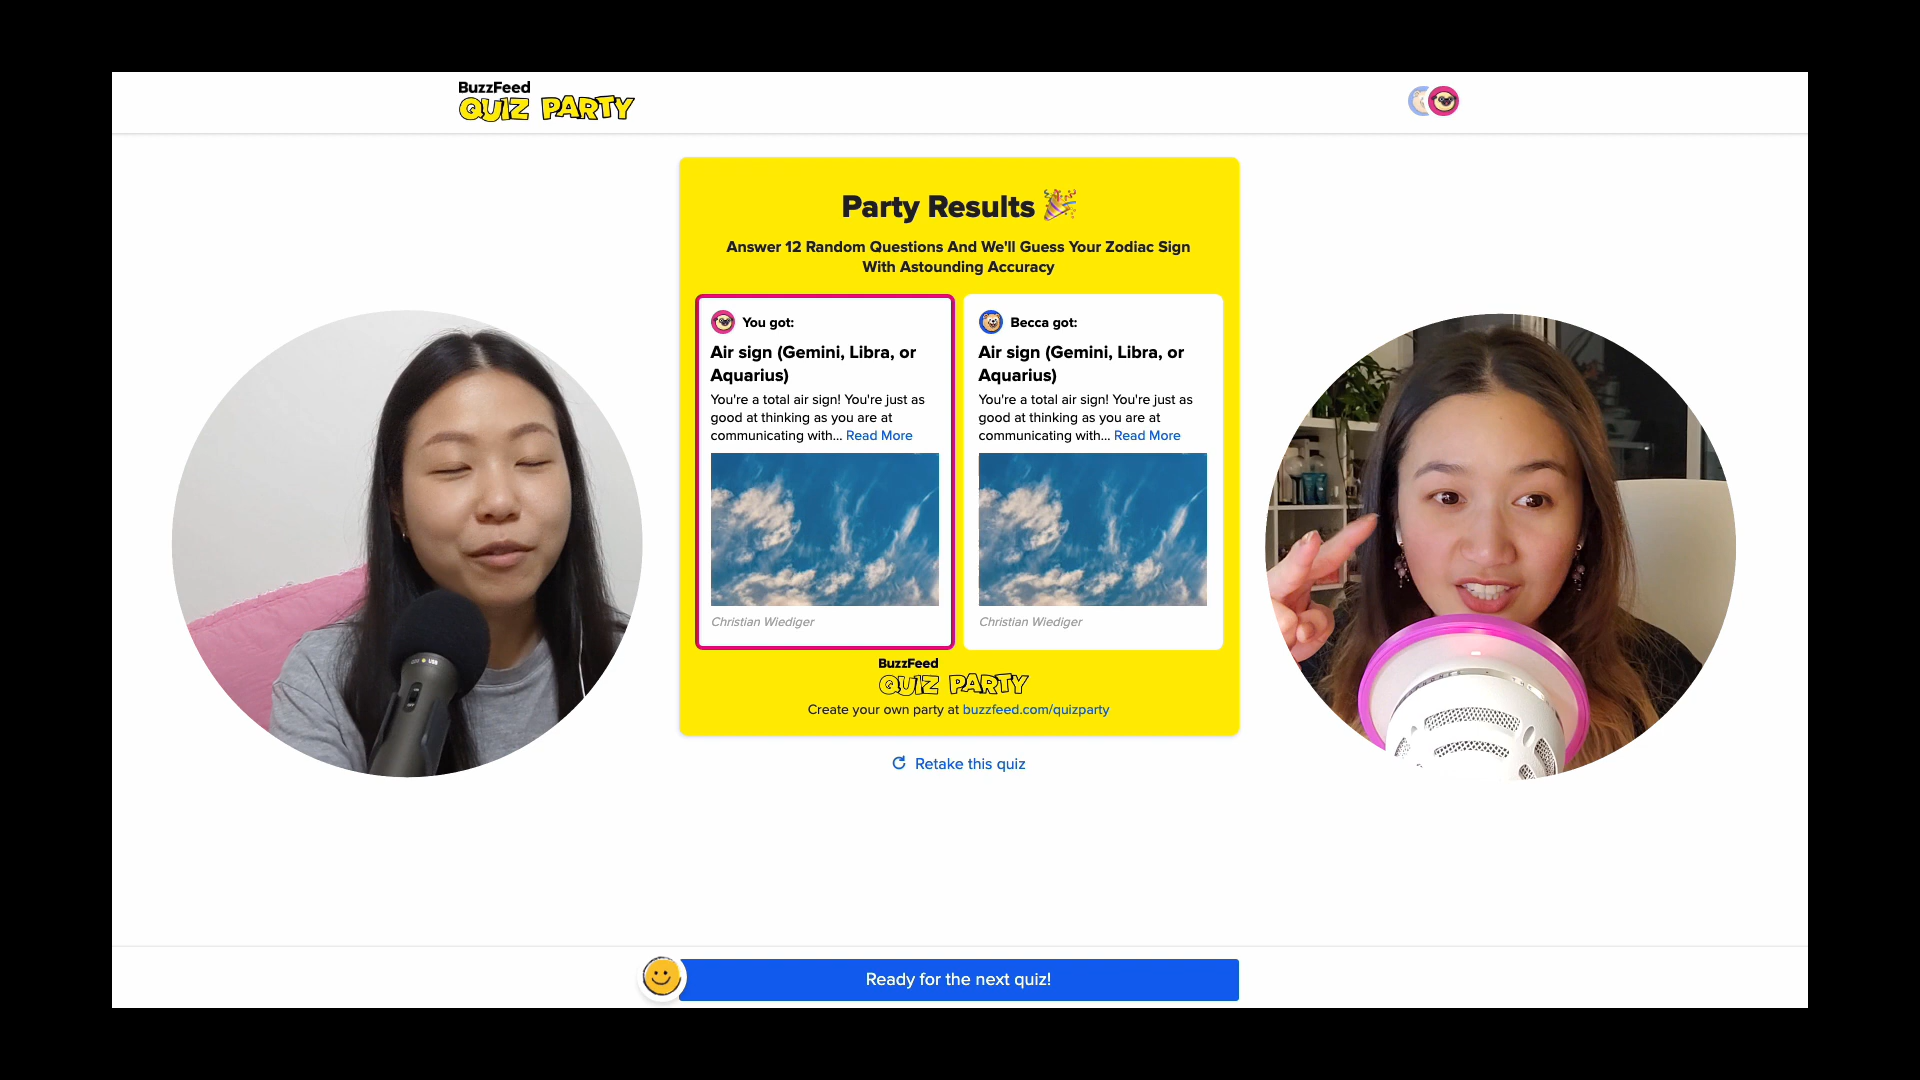 BuzzFeed
QUIZ PARTY
Party Results
Answer 12 Random Questions And We'll Guess Your Zodiac Sign
With Astounding Accuracy
You got:
Air sign (Gemini, Libra, or
Aquarius)
You're a total air sign! You're just as
good at thinking as you are at
communicating with... Read More
Christian Wiediger
Becca got:
Air sign (Gemini, Libra, or
Aquarius)
You're a total air sign! You're just as
good at thinking as you are at
communicating with... Read More
Christian Wiediger
BuzzFeed
QUIZ PARTY
Create your own party at buzzfeed.com/quizparty
Retake this quiz
Ready for the next quiz!